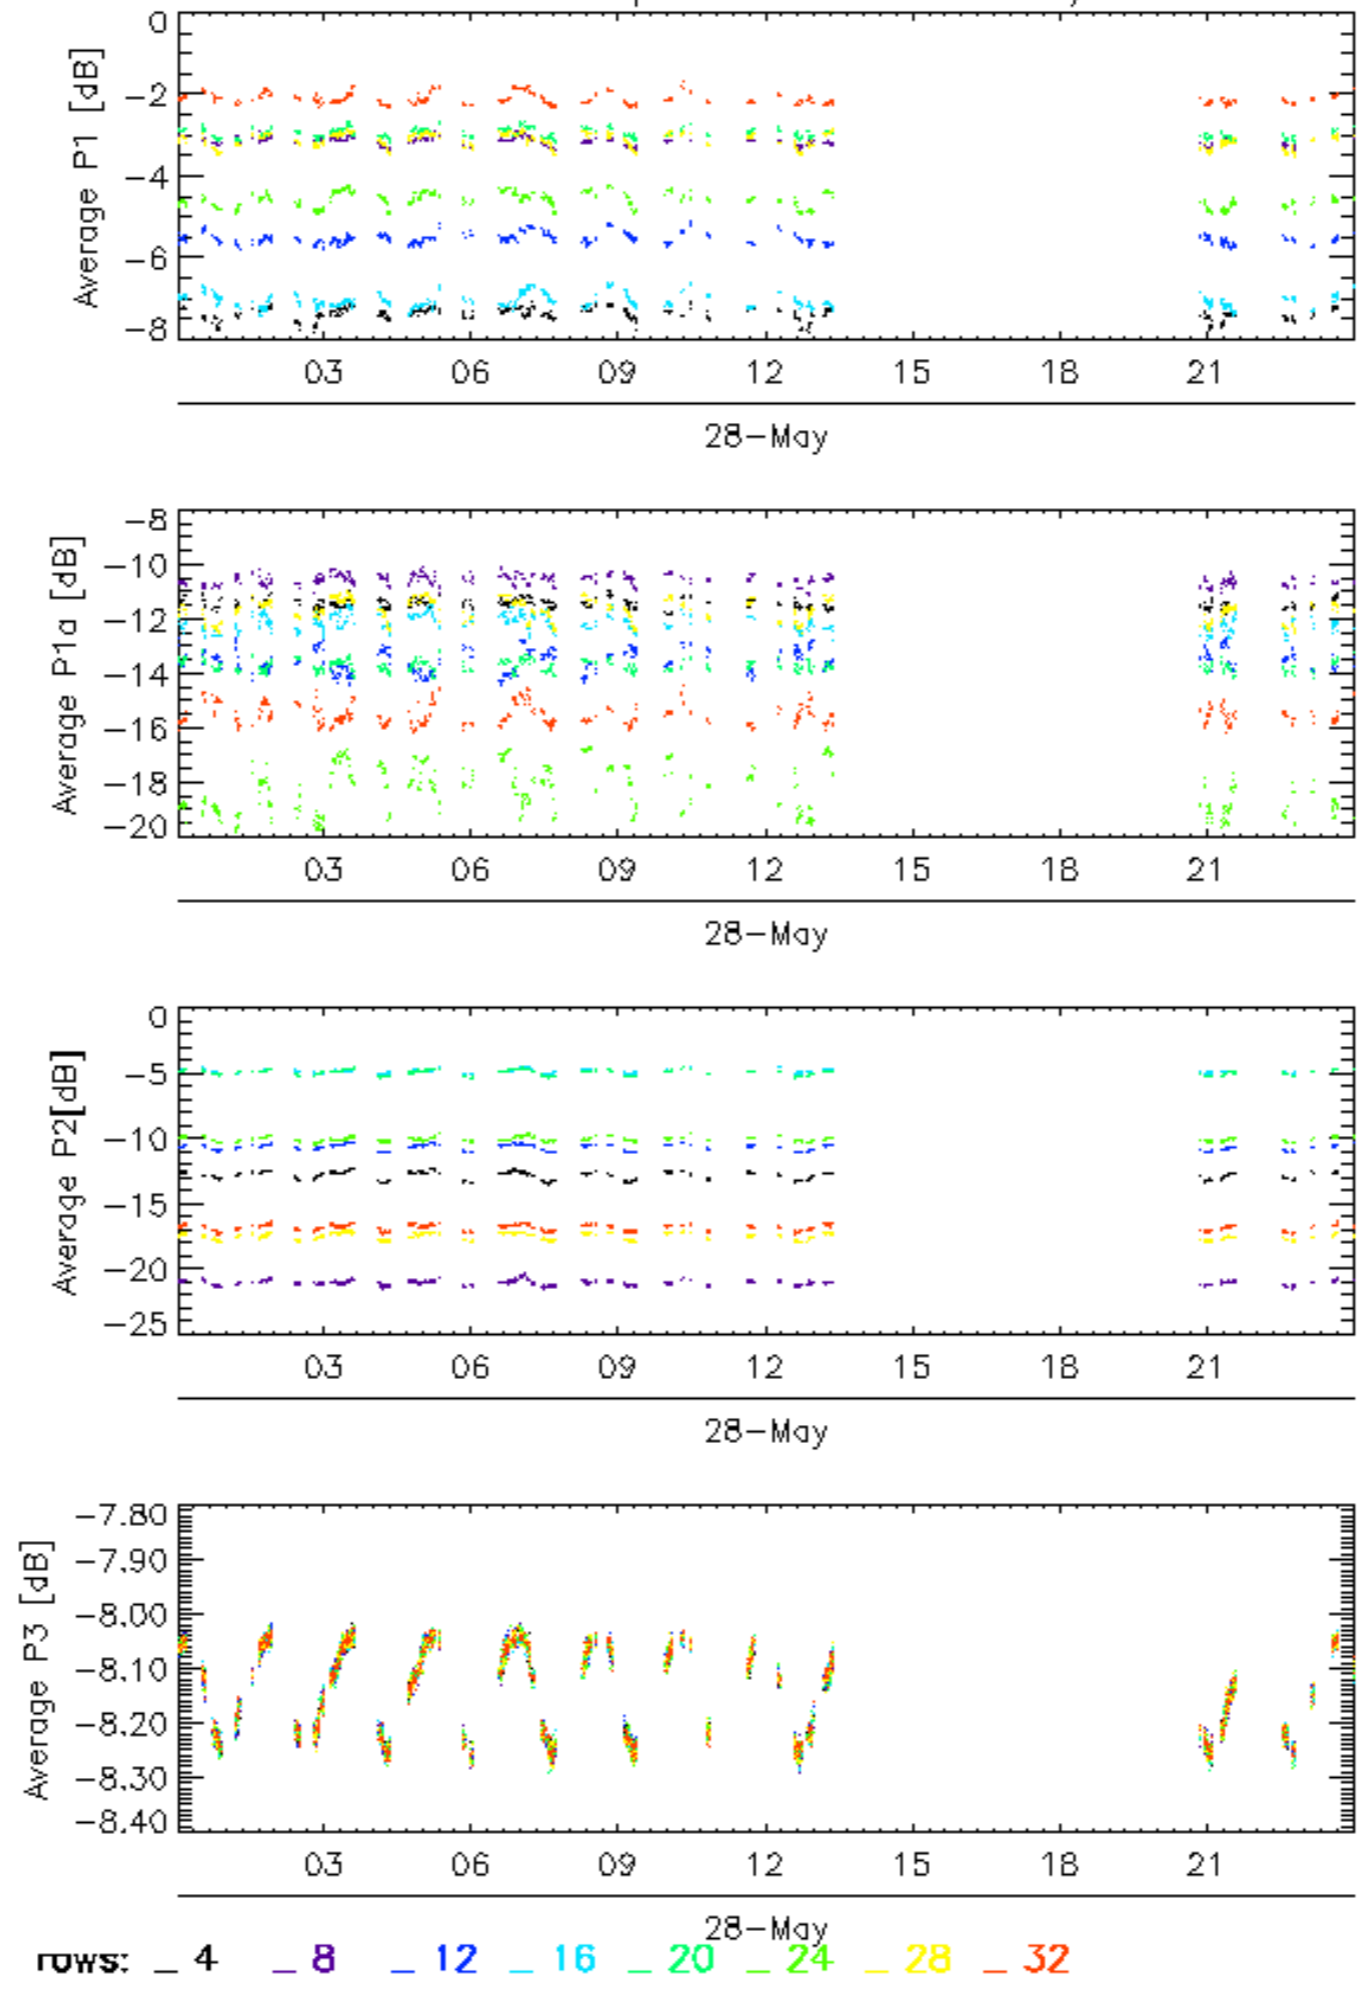 0
-2
-4
-6
-8
Average P1 [dB]
03 06 09 12 15 18 21
28-May
-8
-10
-12
-14
-16
-18
-20
Average P1a [dB]
03 06 09 12 15 18 21
28-May
0
-5
-10
-15
-20
-25
Average P2[dB]
03 06 09 12 15 18 21
28-May
-7.80
-7.90
-8.00
-8.10
-8.20
-8.30
-8.40
Average P3 [dB]
03 06 09 12 15 18 21
28-May
rows: _ 4 _ 8 _ 12 _ 16 _ 20 _ 24 _ 28 _ 32